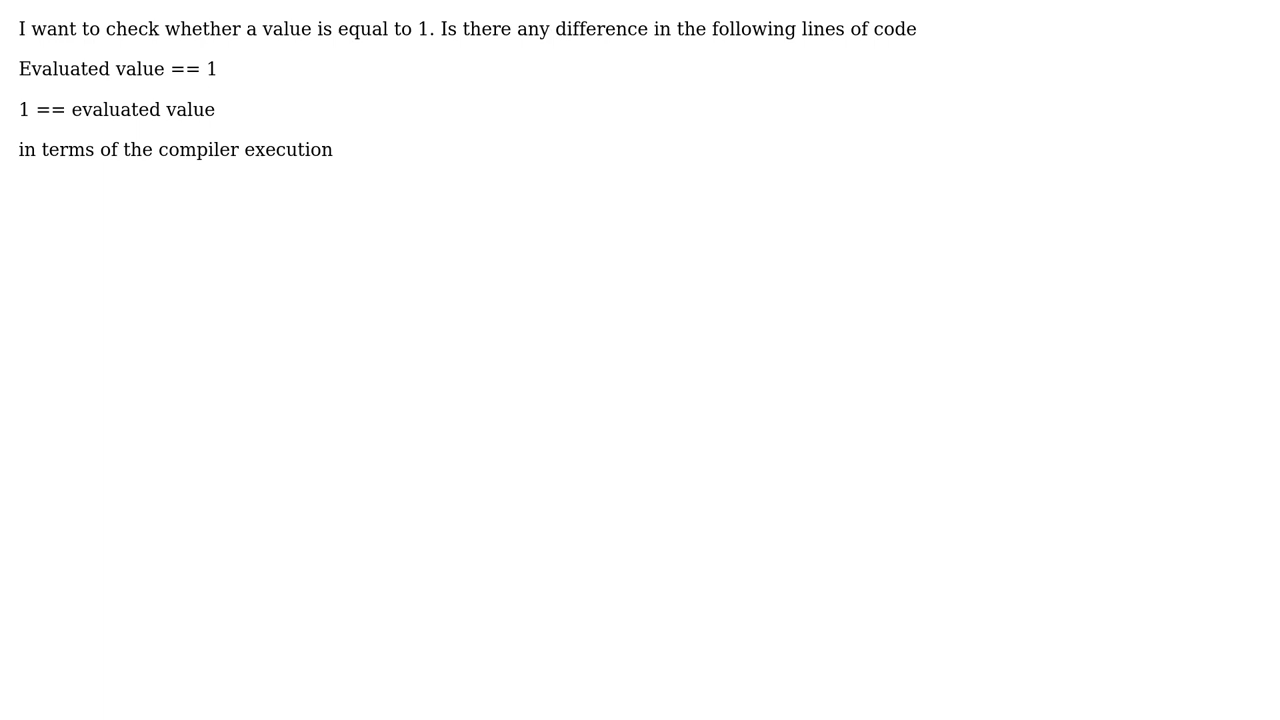 I want to check whether a value is equal to 1. Is there any difference in the following lines of code
Evaluated value == 1
1 == evaluated value
in terms of the compiler execution